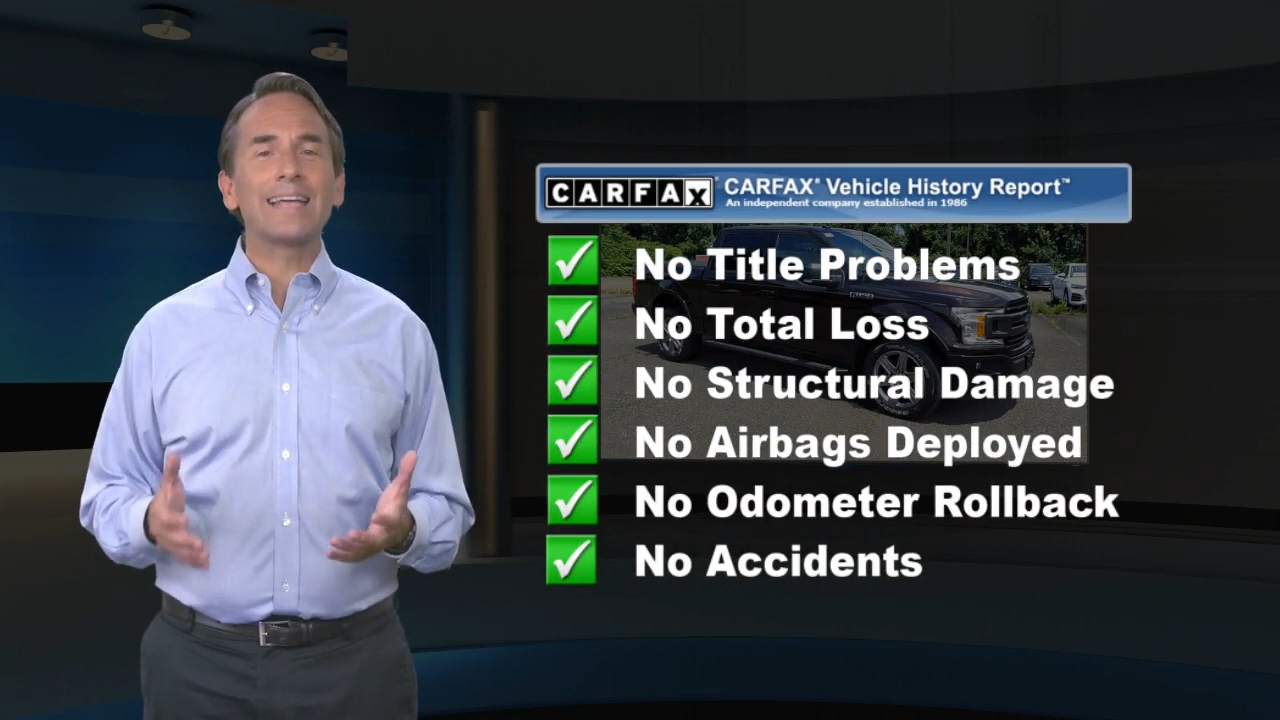 CARFAX CARFAX® Vehicle History Report™
An independent company established in 1986
No Title Problems
No Total Loss
No Structural Damage
No Airbags Deployed
No Odometer Rollback
No Accidents